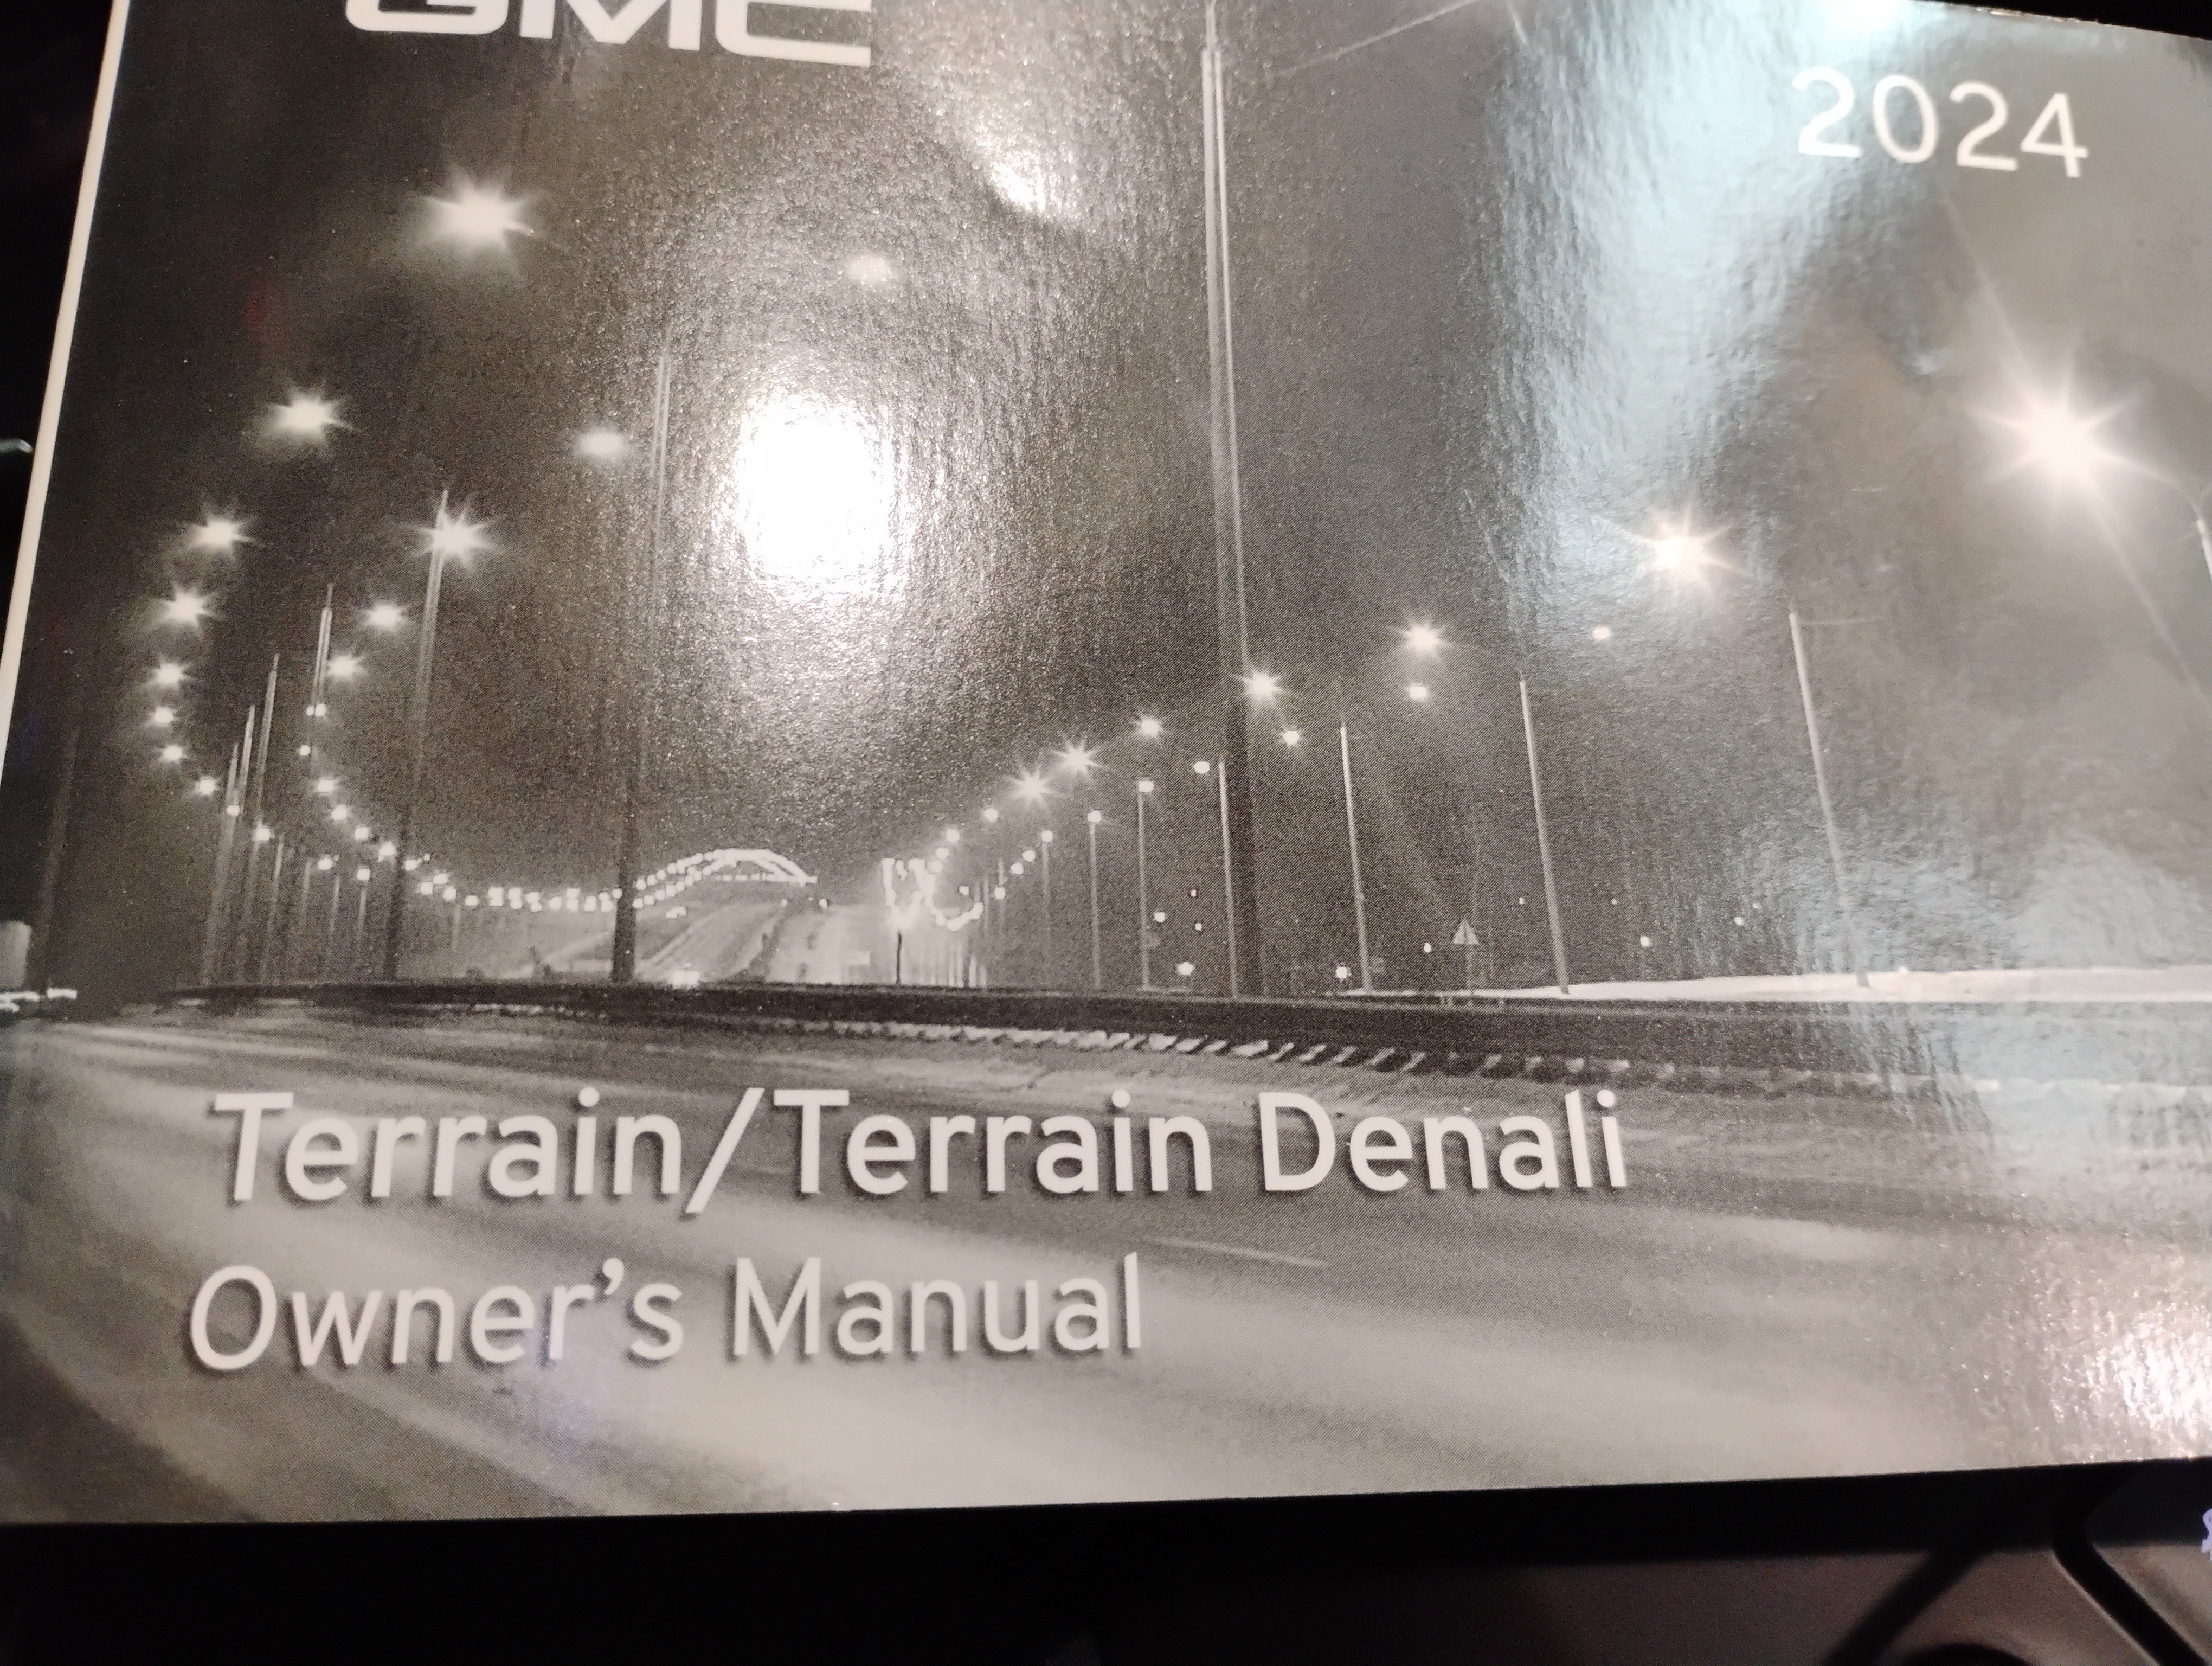 GMC
2024
Terrain/Terrain Denali
Owner's Manual